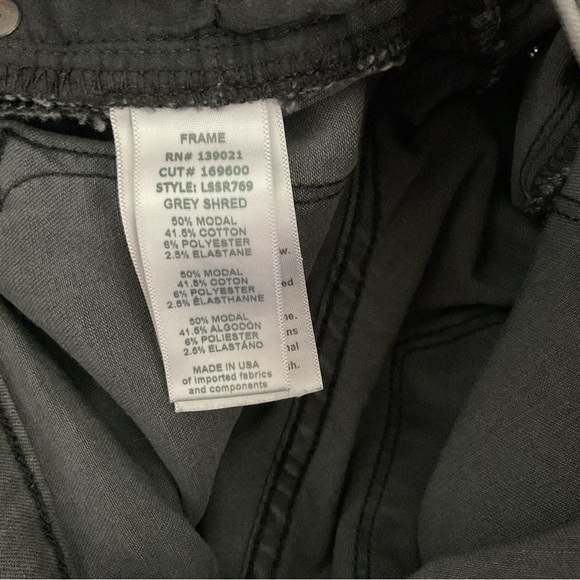 FRAME
RN# 139021
CUT# 169600
STYLE: LSSR769
GREY SHRED
50% MODAL
41.5% COTTON
6% POLYESTER
2.5% ELASTANE
50% MODAL
41.5% COTON
6% POLYESTER
2.5% ÉLASTHANNE
50% MODAL
41.5% ALGODÓN
6% POLIESTER
2.5% ELASTANO
MADE IN USA
of imported fabrics
and components